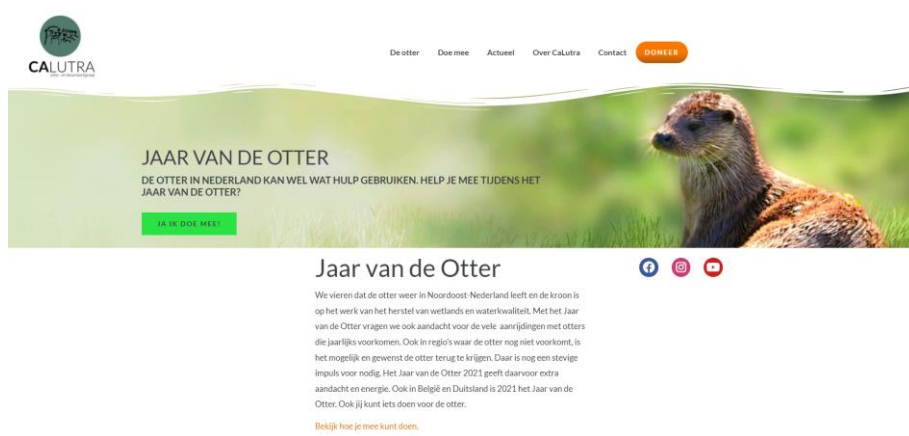 CALUTRA
De otter Doe mee Actueel Over CaLutra Contact DONEER
JAAR VAN DE OTTER
DE OTTER IN NEDERLAND KAN WEL WAT HULP GEBRUIKEN. HELP JE MEE TIJDENS HET
JAAR VAN DE OTTER?
JA IK DOE MEE!
Jaar van de Otter
We vieren dat de otter weer in Noordoost-Nederland leeft en de kroon is
op het werk van het herstel van wetlands en waterkwaliteit. Met het Jaar
van de Otter vragen we ook aandacht voor de vele aanrijdingen met otters
die jaarlijks voorkomen. Ook in regio's waar de otter nog niet voorkomt, is
het mogelijk en gewenst de otter terug te krijgen. Daar is nog een stevige
impuls voor nodig. Het Jaar van de Otter 2021 geeft daarvoor extra
aandacht en energie. Ook in België en Duitsland is 2021 het Jaar van de
Otter. Ook jij kunt iets doen voor de otter.
Bekijk hoe je mee kunt doen.